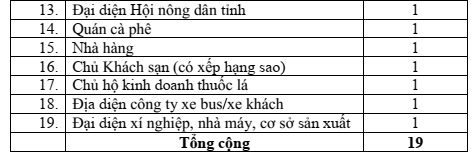 13. Đại diện Hội nông dân tỉnh 1
14. Quán cà phê 1
15. Nhà hàng 1
16. Chủ Khách sạn (có xếp hạng sao) 1
17. Chủ hộ kinh doanh thuốc lá 1
18. Địa diện công ty xe bus/xe khách 1
19. Đại diện xí nghiệp, nhà máy, cơ sở sản xuất 1
Tổng cộng 19